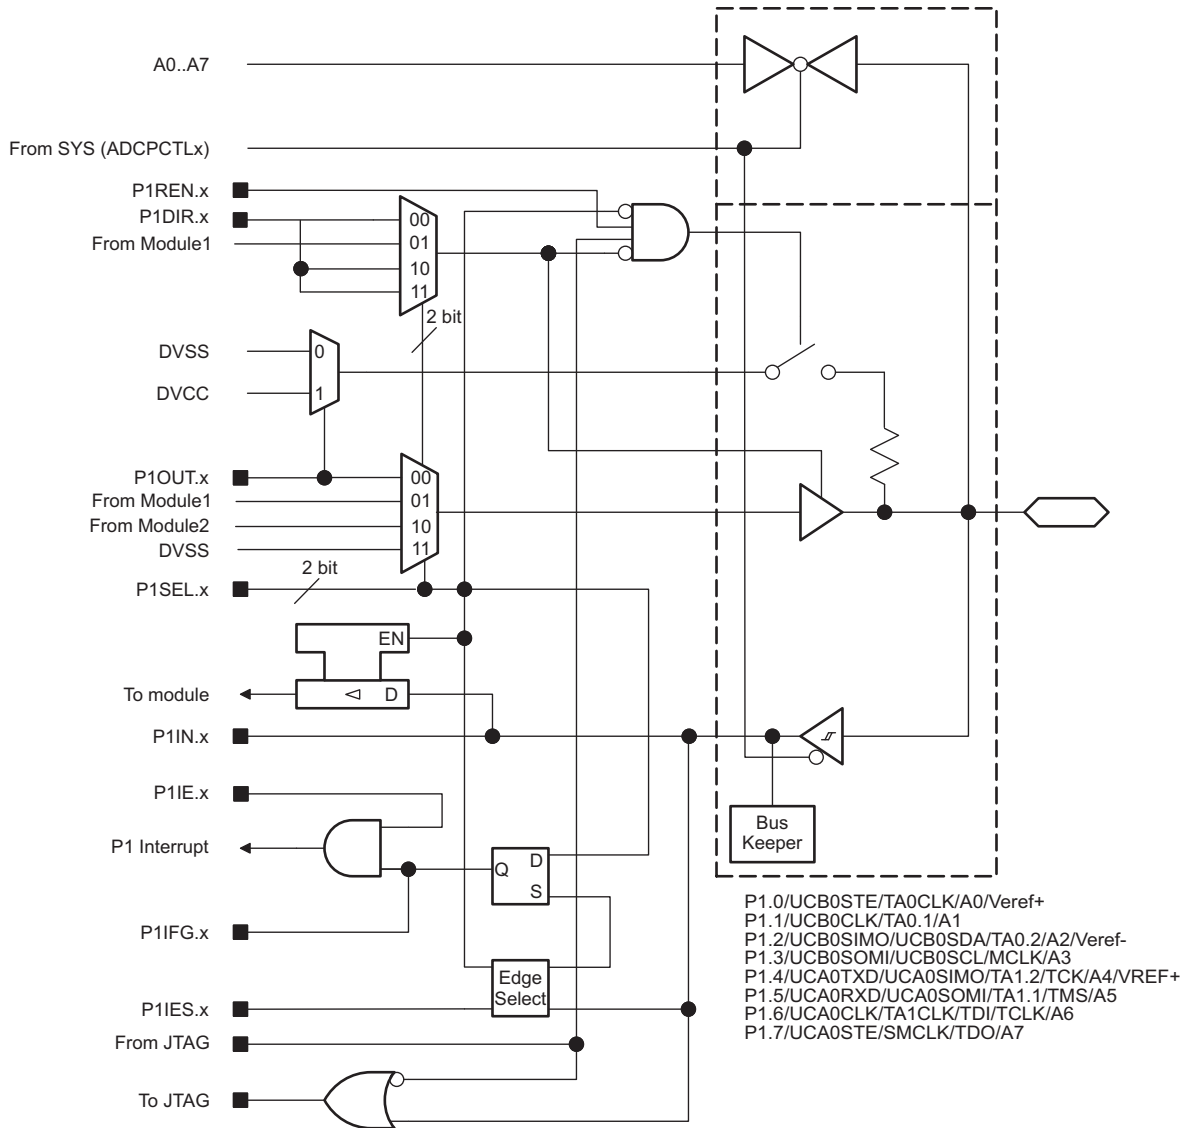 A0..A7
From SYS (ADCPCTLx)
P1REN.x
P1DIR.x
From Module1
00
01
10
11
2 bit
DVSS
DVCC
0
1
P1OUT.x
From Module1
From Module2
DVSS
00
01
10
11
P1SEL.x
2 bit
EN
To module
D
P1IN.x
P1IE.x
P1 Interrupt
Q
D
S
Bus
Keeper
P1IFG.x
Edge
Select
P1IES.x
From JTAG
To JTAG
P1.0/UCB0STE/TA0CLK/A0/Veref+
P1.1/UCB0CLK/TA0.1/A1
P1.2/UCB0SIMO/UCB0SDA/TA0.2/A2/Veref-
P1.3/UCB0SOMI/UCB0SCL/MCLK/A3
P1.4/UCA0TXD/UCA0SIMO/TA1.2/TCK/A4/VREF+
P1.5/UCA0RXD/UCA0SOMI/TA1.1/TMS/A5
P1.6/UCA0CLK/TA1CLK/TDI/TCLK/A6
P1.7/UCA0STE/SMCLK/TDO/A7